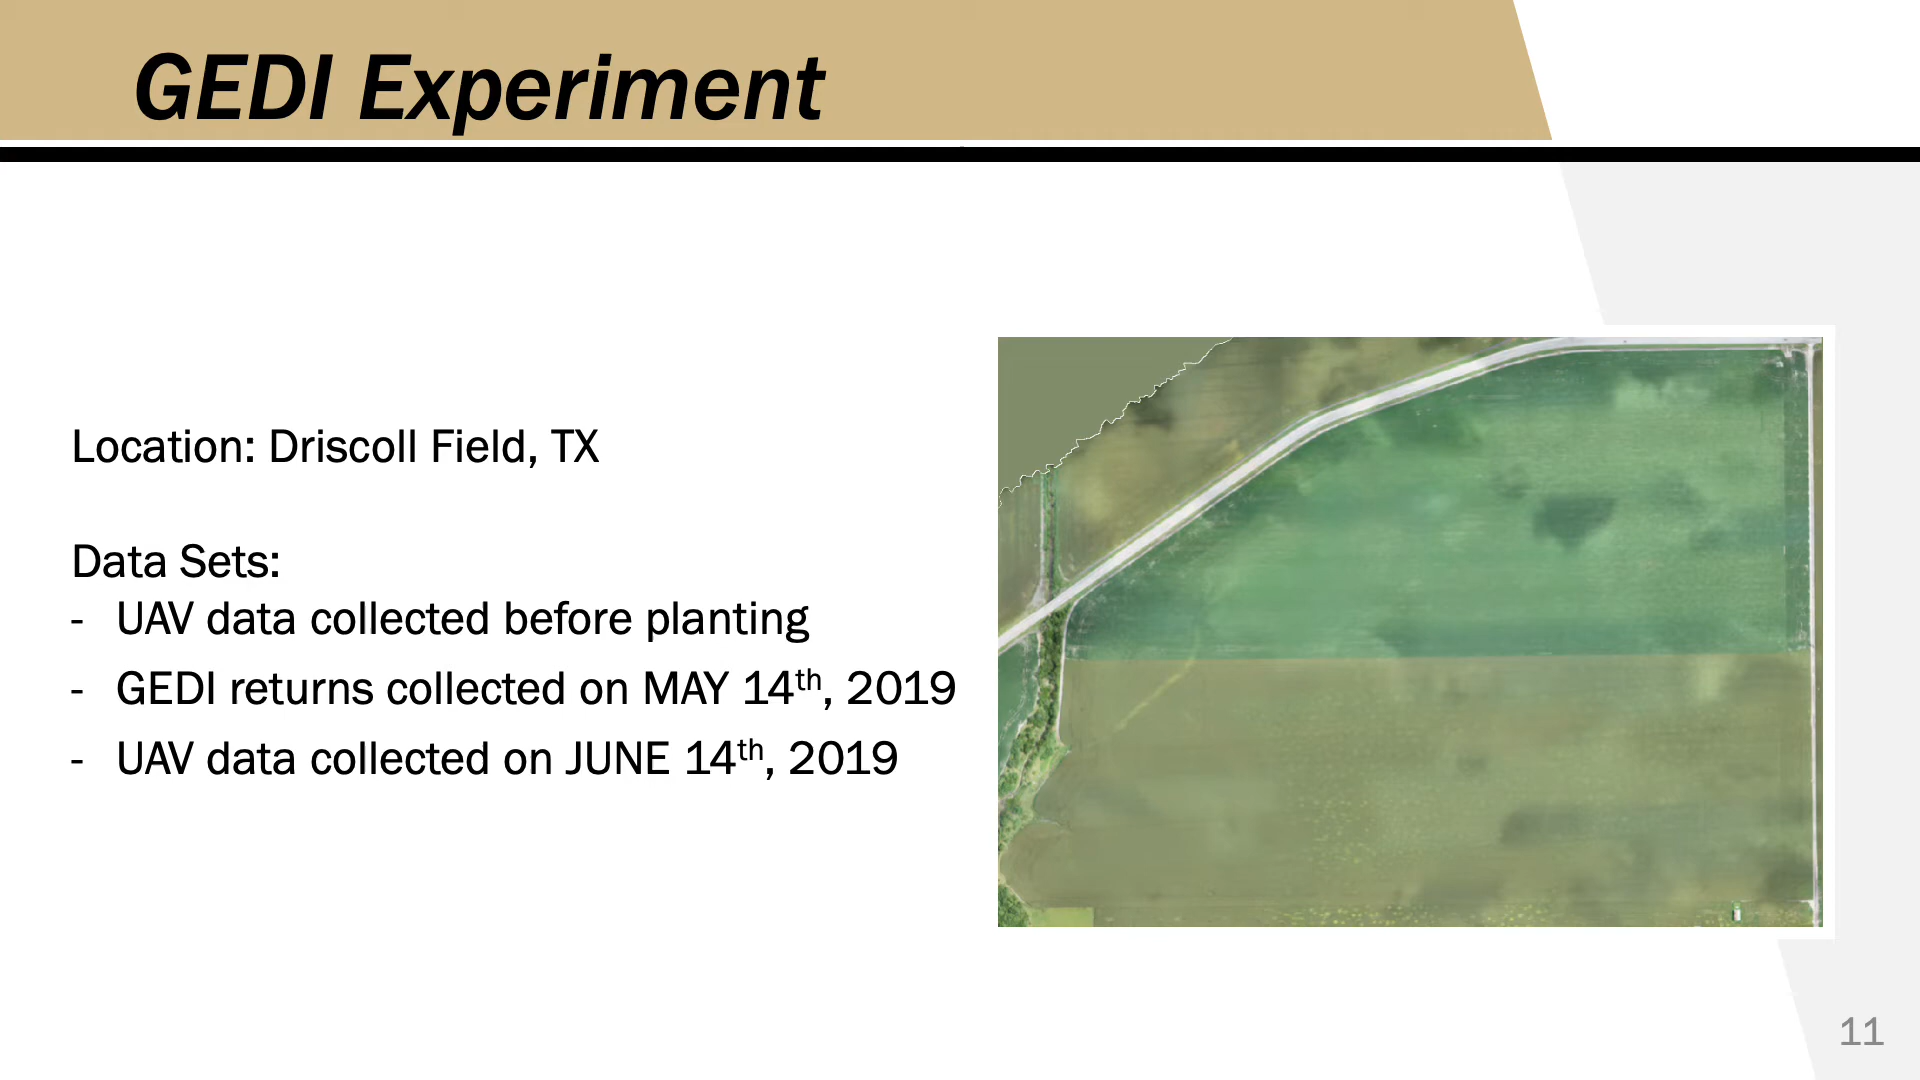 GEDI Experiment
Location: Driscoll Field, TX
Data Sets:
- UAV data collected before planting
- GEDI returns collected on MAY 14th, 2019
- UAV data collected on JUNE 14th, 2019
11